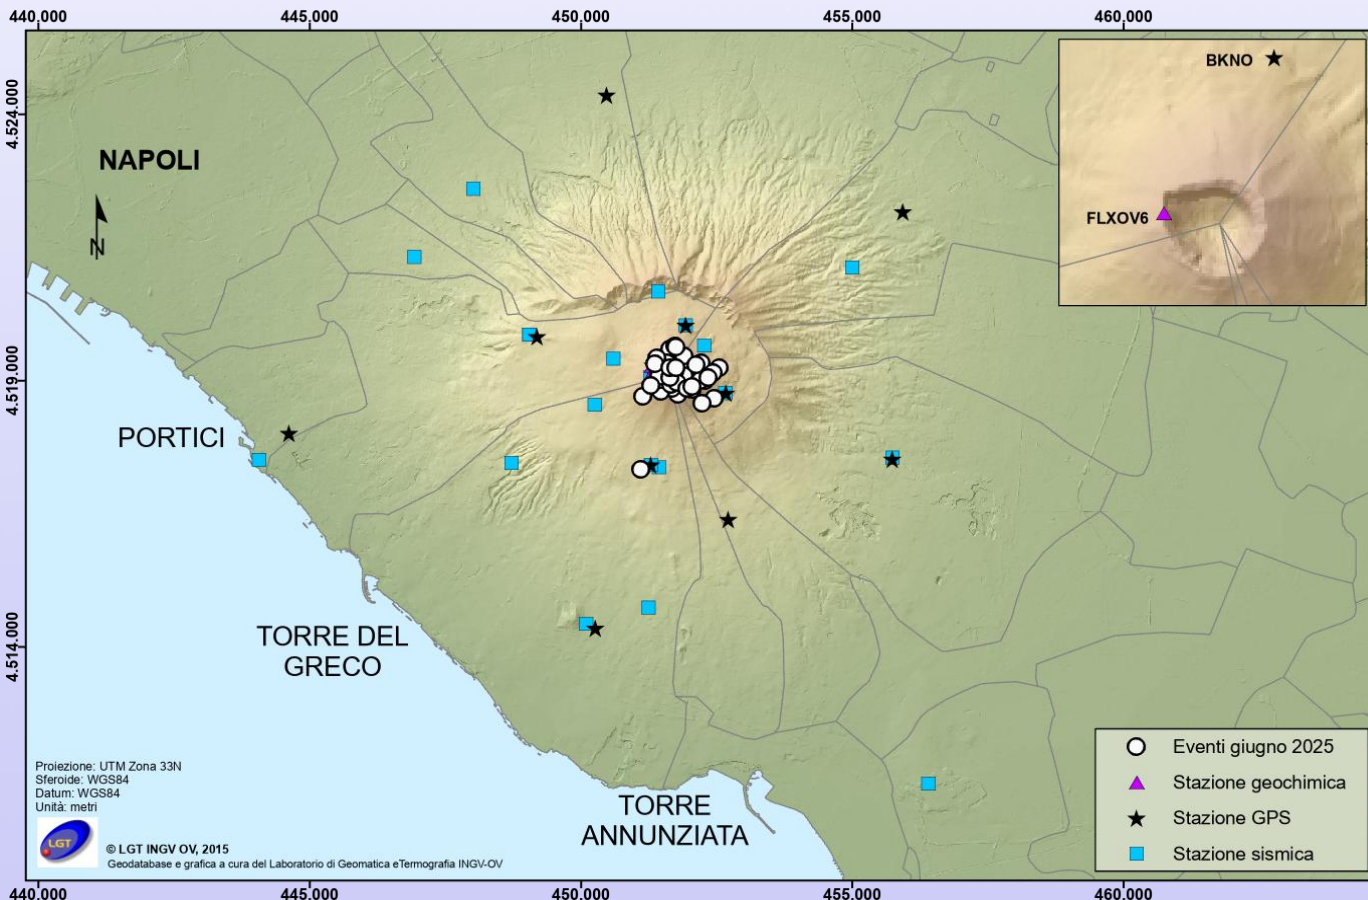 440.000 445.000 450.000 455.000 460.000
4.524.000
4.519.000
4.514.000
NAPOLI
N
BKNO
FLXOV6
PORTICI
TORRE DEL
GRECO
TORRE
ANNUNZIATA
Eventi giugno 2025
Stazione geochimica
Stazione GPS
Stazione sismica
Proiezione: UTM Zona 33N
Sferoide: WGS84
Datum: WGS84
Unità: metri
LGT
© LGT INGV OV, 2015
Geodatabase e grafica a cura del Laboratorio di Geomatica eTermografia INGV-OV
440.000 445.000 450.000 455.000 460.000